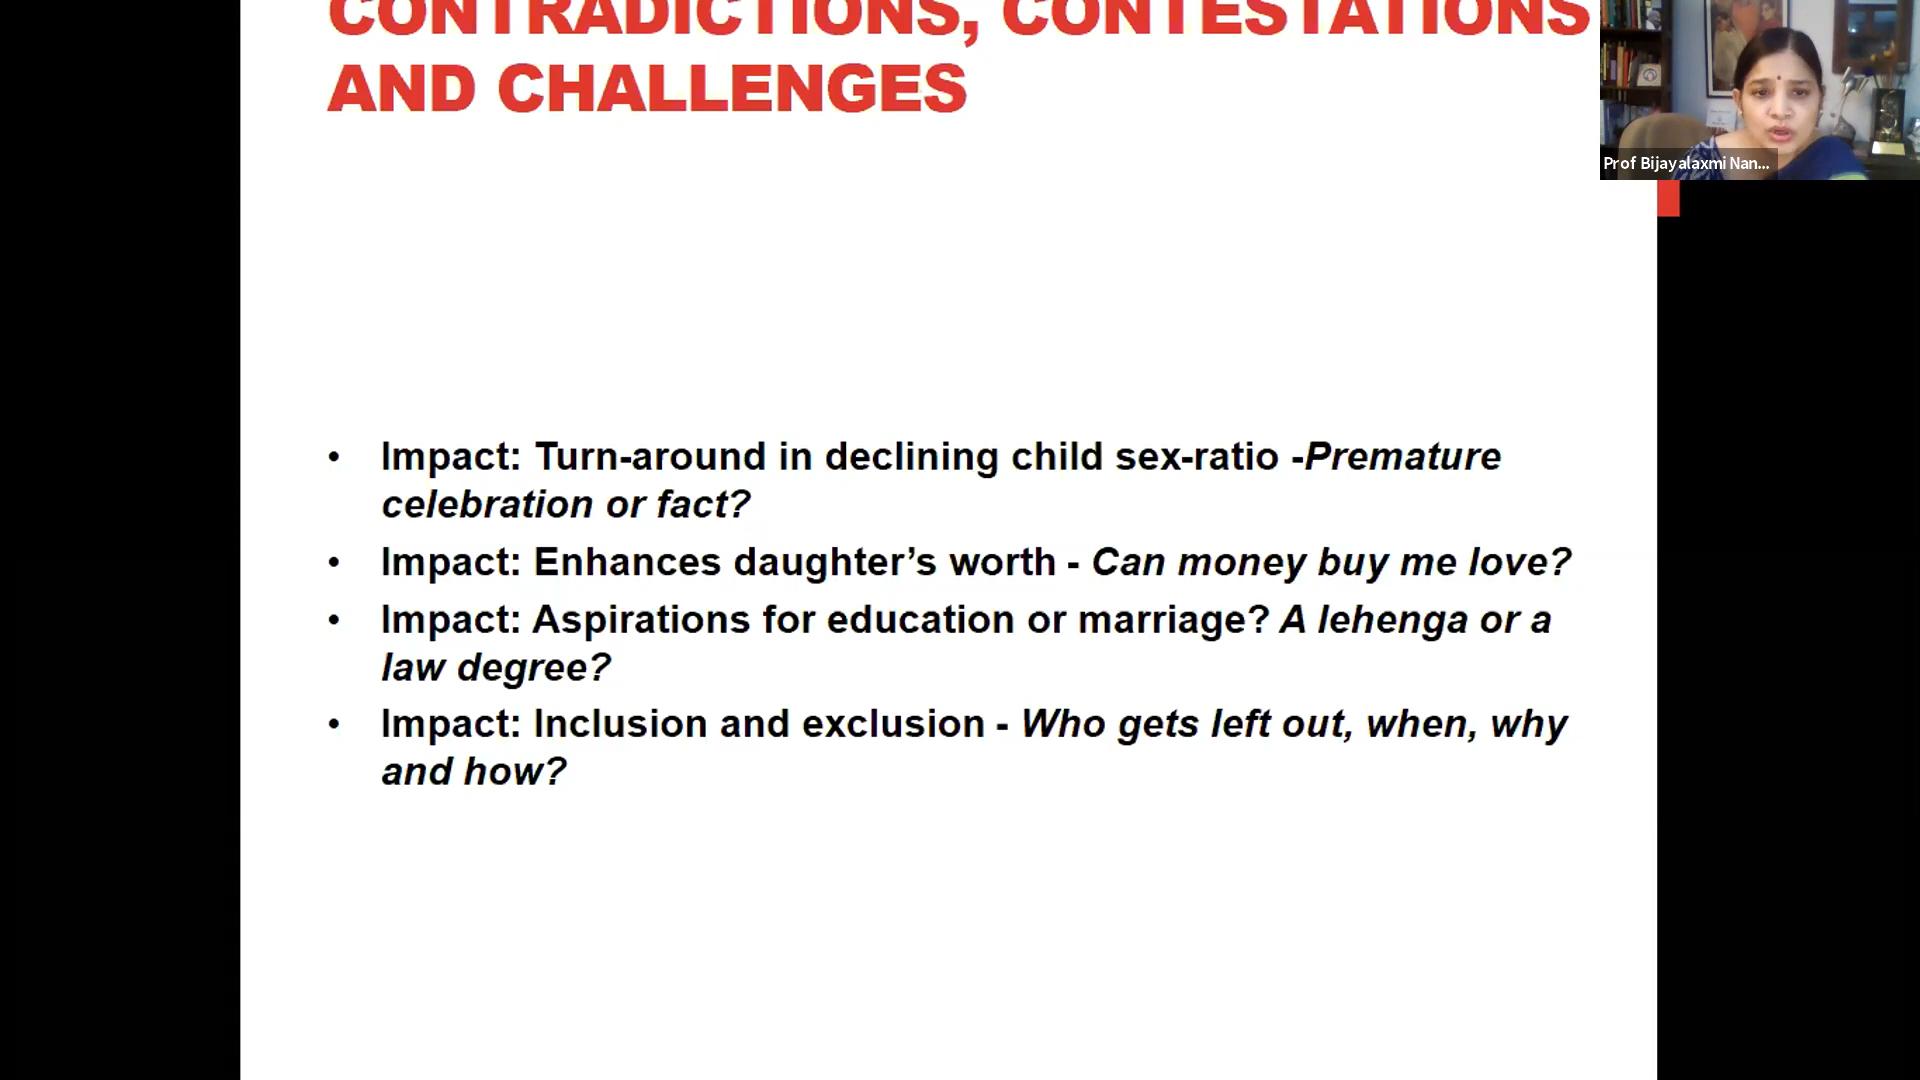 CONTRADICTIONS, CONTESTATIONS
AND CHALLENGES
Prof Bijayalaxmi Nan...
• Impact: Turn-around in declining child sex-ratio -Premature
celebration or fact?
• Impact: Enhances daughter’s worth - Can money buy me love?
• Impact: Aspirations for education or marriage? A lehenga or a
law degree?
• Impact: Inclusion and exclusion - Who gets left out, when, why
and how?